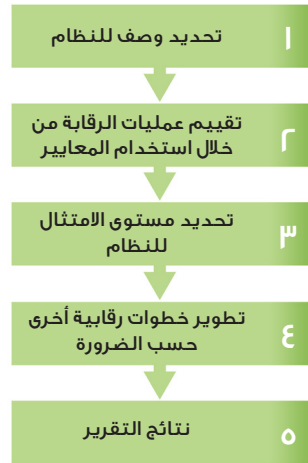 ١
تحديد وصف للنظام
٢
تقييم عمليات الرقابة من
خلال استخدام المعايير
٣
تحديد مستوى الامتثال
للنظام
٤
تطوير خطوات رقابية أخرى
حسب الضرورة
٥
نتائج التقرير